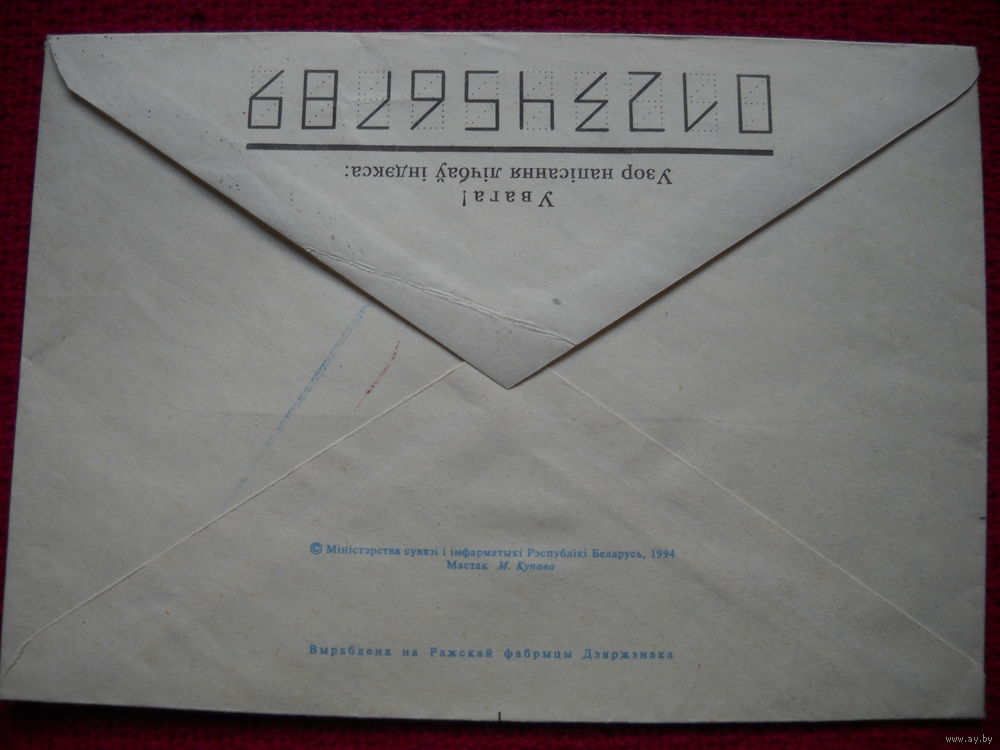 Увага!
Узор напісання лічбаў індэкса:
0123456789
© Міністэрства сувязі і інфарматыкі Рэспублікі Беларусь, 1994
Мастак М. Купава
Выраблена на Ражскай фабрыцы Дзяржзнака
www.ay.by